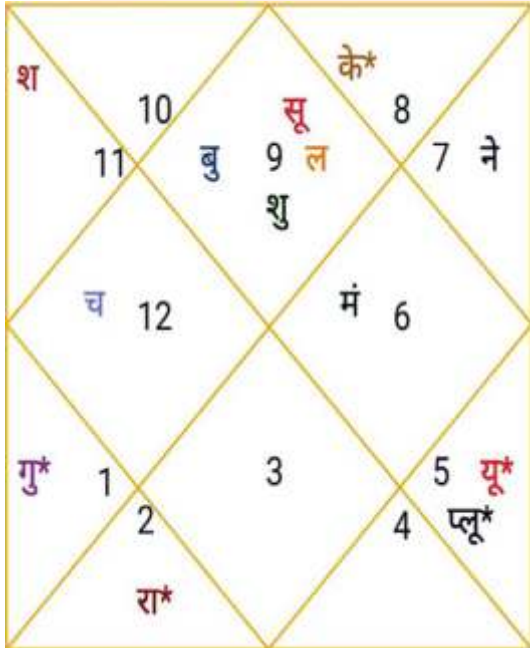 के*
श
10 सू 8
11 बु 9 ल 7 ने
शु
च 12 मं 6
गु* 1 3 5 यू*
2 4 प्लू*
रा*